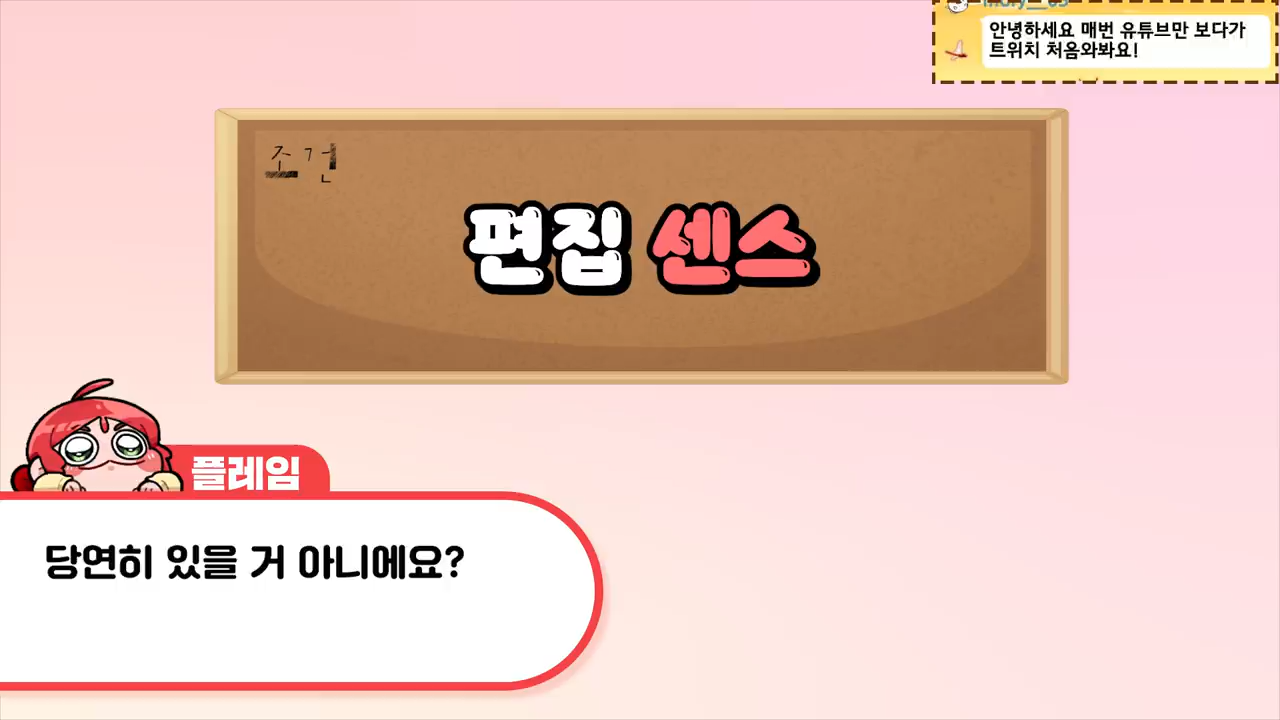 안녕하세요 매번 유튜브만 보다가
트위치 처음와봐요!
조건
편집 센스
플레임
당연히 있을 거 아니에요?